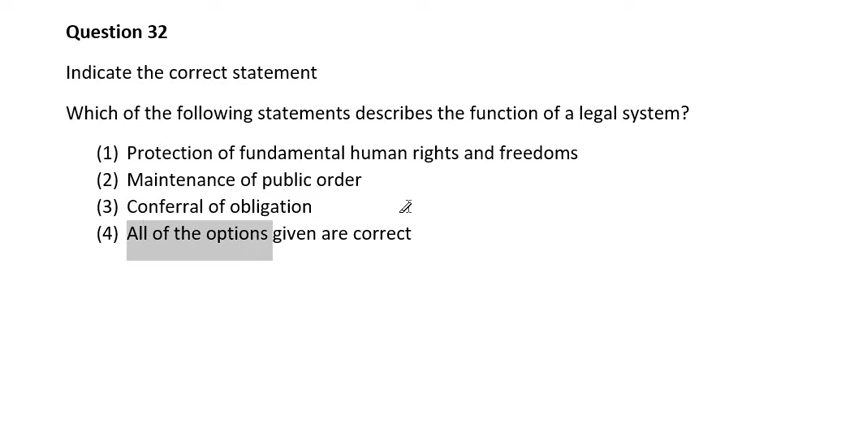 Question 32
Indicate the correct statement
Which of the following statements describes the function of a legal system?
(1) Protection of fundamental human rights and freedoms
(2) Maintenance of public order
(3) Conferral of obligation
(4) All of the options given are correct